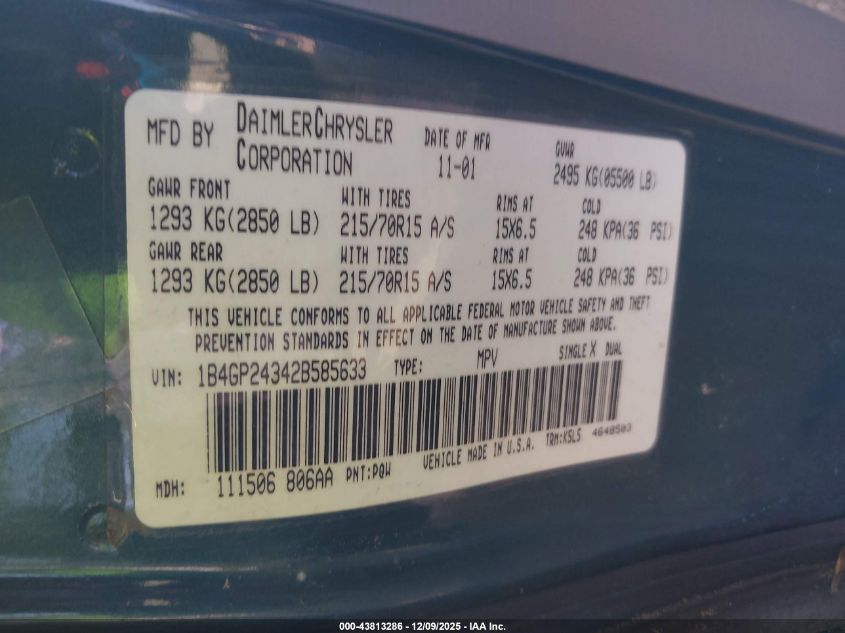 MFD BY DAIMLERCHRYSLER CORPORATION DATE OF MFR 11-01 GVWR 2495 KG(05500 LB)
GAWR FRONT WITH TIRES RIMS AT COLD
1293 KG(2850 LB) 215/70R15 A/S 15X6.5 248 KPA(36 PSI)
GAWR REAR WITH TIRES RIMS AT COLD
1293 KG(2850 LB) 215/70R15 A/S 15X6.5 248 KPA(36 PSI)
THIS VEHICLE CONFORMS TO ALL APPLICABLE FEDERAL MOTOR VEHICLE SAFETY AND THEFT
PREVENTION STANDARDS IN EFFECT ON THE DATE OF MANUFACTURE SHOWN ABOVE.
VIN: 1B4GP24342B585633 TYPE: MPV SINGLE X DUAL
MDH: 111506 806AA PNT:PQW VEHICLE MADE IN U.S.A. TRM:K5L5 4648503
000-43813286 - 12/09/2025 - IAA Inc.